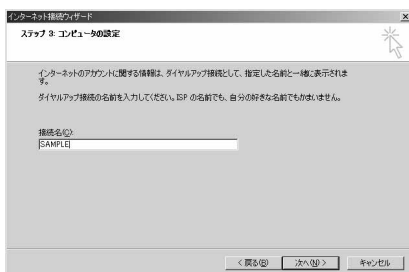 インターネット接続ウィザード
ステップ 3: コンピュータの設定
インターネットのアカウントに関する情報は、ダイヤルアップ接続として、指定した名前と一緒に表示されま
す。
ダイヤルアップ接続の名前を入力してください。ISP の名前でも、自分の好きな名前でもかまいません。
接続名(C):
SAMPLE
< 戻る(B)
次へ(N) >
キャンセル